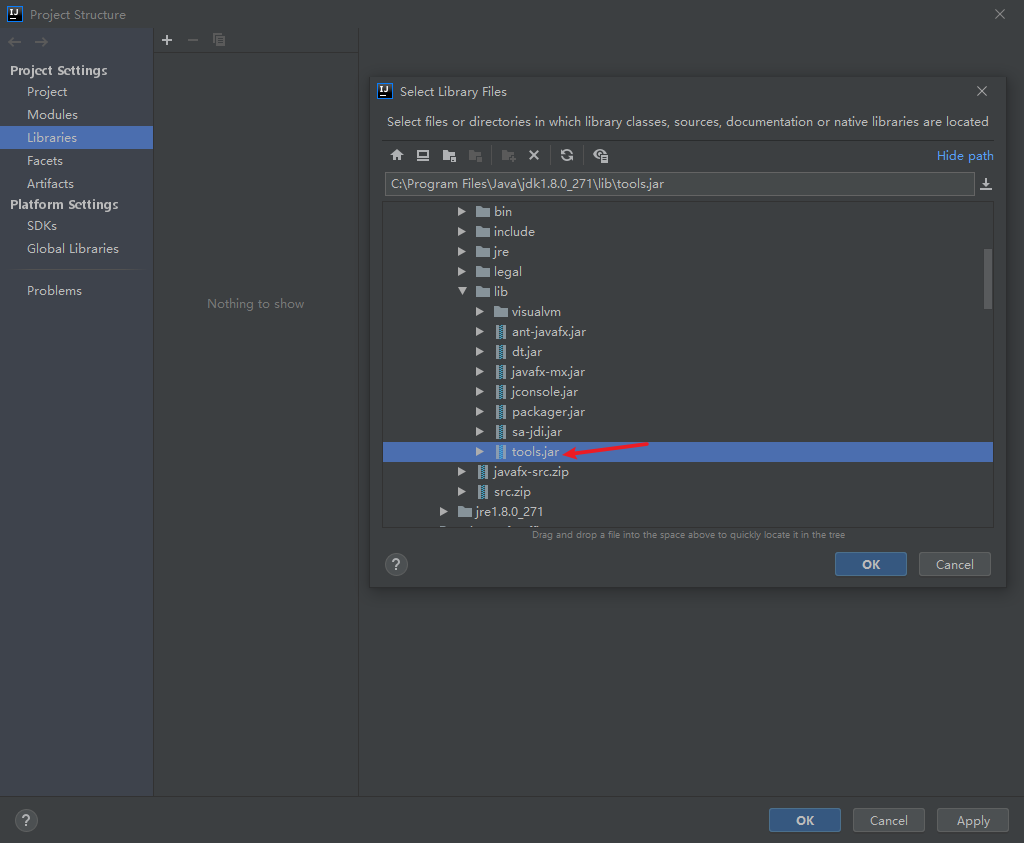 Project Structure
Project Settings
Project
Modules
Libraries
Facets
Artifacts
Platform Settings
SDKs
Global Libraries
Problems
Nothing to show
Select Library Files
Select files or directories in which library classes, sources, documentation or native libraries are located
Hide path
C:\Program Files\Java\jdk1.8.0_271\lib\tools.jar
bin
include
jre
legal
lib
visualvm
ant-javafx.jar
dt.jar
javafx-mx.jar
jconsole.jar
packager.jar
sa-jdi.jar
tools.jar
javafx-src.zip
src.zip
jre1.8.0_271
Drag and drop a file into the space above to quickly locate it in the tree
? OK Cancel
? OK Cancel Apply